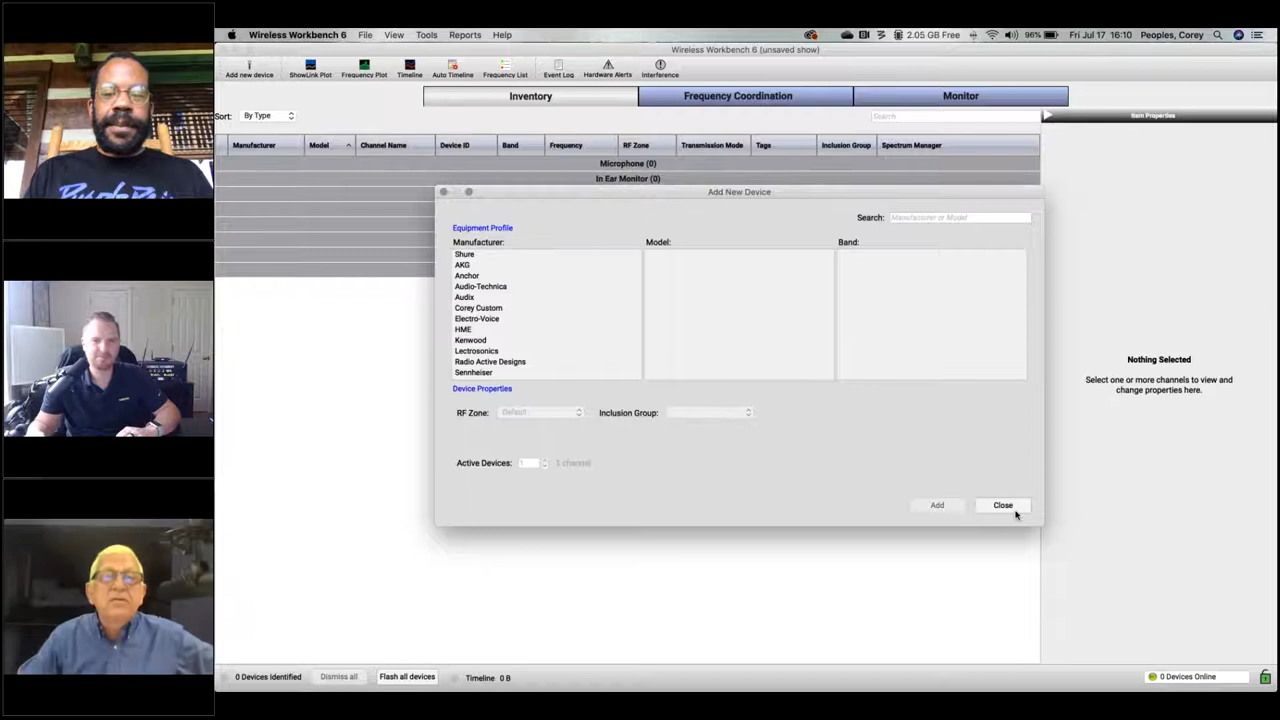 Wireless Workbench 6 File View Tools Reports Help 2.05 GB Free 96% Fri Jul 17 16:10 Peoples, Corey
Wireless Workbench 6 (unsaved show)
Add new device ShowLink Plot Frequency Plot Timeline Auto Timeline Frequency List Event Log Hardware Alerts Interference
Inventory Frequency Coordination Monitor
Sort: By Type Search Item Properties
Manufacturer Model Channel Name Device ID Band Frequency RF Zone Transmission Mode Tags Inclusion Group Spectrum Manager
Microphone (0)
In Ear Monitor (0)
Add New Device
Search: Manufacturer or Model
Equipment Profile
Manufacturer: Model: Band:
Shure
AKG
Anchor
Audio-Technica
Audix
Corey Custom
Electro-Voice
HME
Kenwood
Lectrosonics
Radio Active Designs
Sennheiser
Device Properties
RF Zone: Default Inclusion Group:
Active Devices: 1 1 channel
Add Close
Nothing Selected
Select one or more channels to view and
change properties here.
0 Devices Identified Dismiss all Flash all devices Timeline 0 B 0 Devices Online